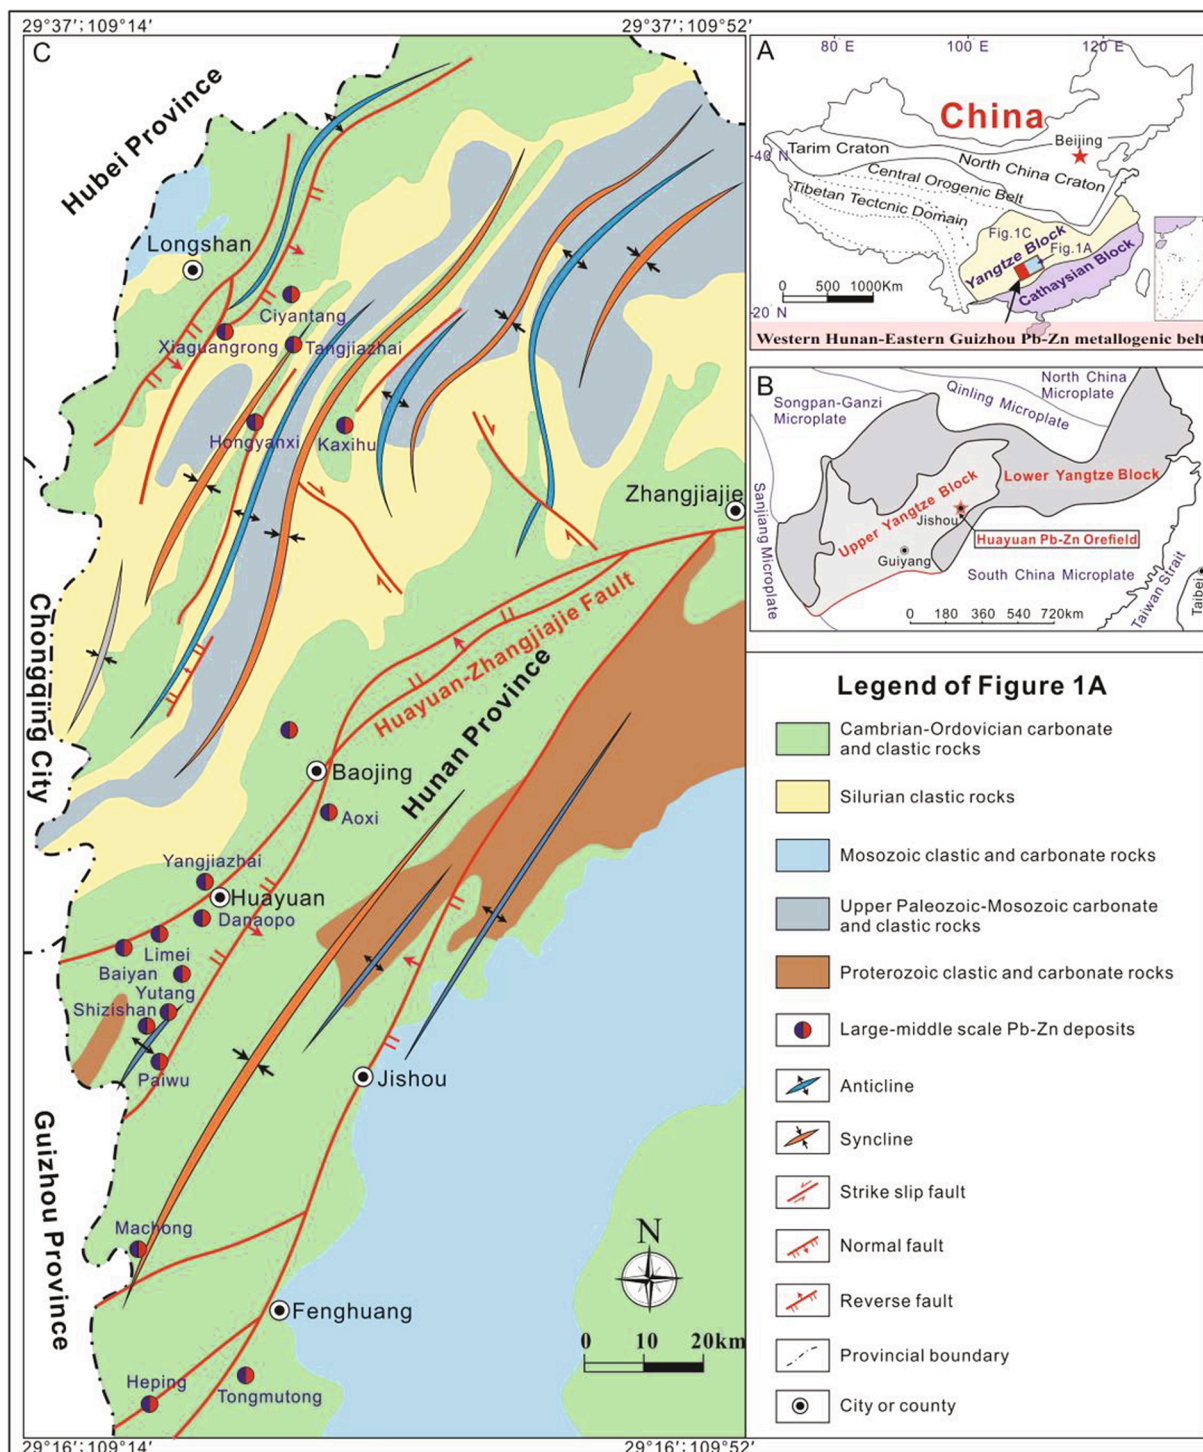 29°37′;109°14′
29°37′;109°52′
C
Hubei Province
Longshan
Ciyantang
Xiaguangrong
Tangjiazhai
Hongyanxi
Kaxihu
Zhangjiajie
Chongqing City
Huayuan-Zhangjiajie Fault
Hunan Province
Baojing
Aoxi
Yangjiazhai
Huayuan
Danaopo
Limei
Baiyan
Yutang
Shizishan
Paiwu
Jishou
Guizhou Province
Machong
N
Fenghuang
0 10 20km
Heping
Tongmutong
29°16′;109°14′
29°16′;109°52′
A
80° E
100° E
120° E
China
Beijing
40° N
Tarim Craton
North China Craton
Central Orogenic Belt
Tibetan Tectcnic Domain
Fig.1C
Fig.1A
Yangtze Block
Cathaysian Block
0 500 1000Km
20° N
Western Hunan-Eastern Guizhou Pb-Zn metallogenic belt
B
Songpan-Ganzi
Microplate
Qinling Microplate
North China
Microplate
Sanjiang Microplate
Upper Yangtze Block
Lower Yangtze Block
Jishou
Huayuan Pb-Zn Orefield
Guiyang
South China Microplate
Taiwan Strait
Taibei
0 180 360 540 720km
Legend of Figure 1A
Cambrian-Ordovician carbonate
and clastic rocks
Silurian clastic rocks
Mosozoic clastic and carbonate rocks
Upper Paleozoic-Mosozoic carbonate
and clastic rocks
Proterozoic clastic and carbonate rocks
Large-middle scale Pb-Zn deposits
Anticline
Syncline
Strike slip fault
Normal fault
Reverse fault
Provincial boundary
City or county